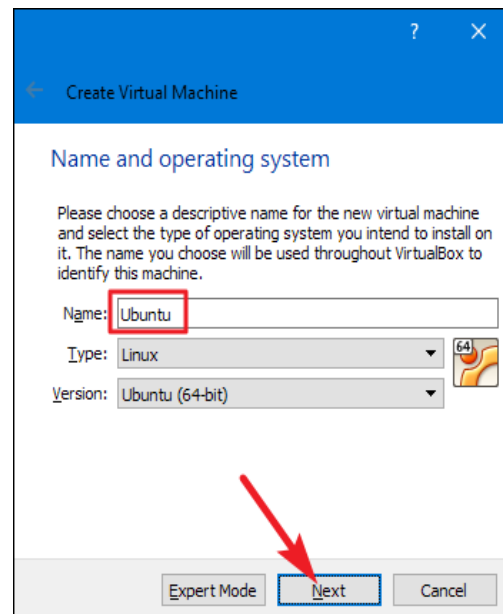 ?
Create Virtual Machine
Name and operating system
Please choose a descriptive name for the new virtual machine
and select the type of operating system you intend to install on
it. The name you choose will be used throughout VirtualBox to
identify this machine.
Name: Ubuntu
Type: Linux
64
Version: Ubuntu (64-bit)
Expert Mode Next Cancel